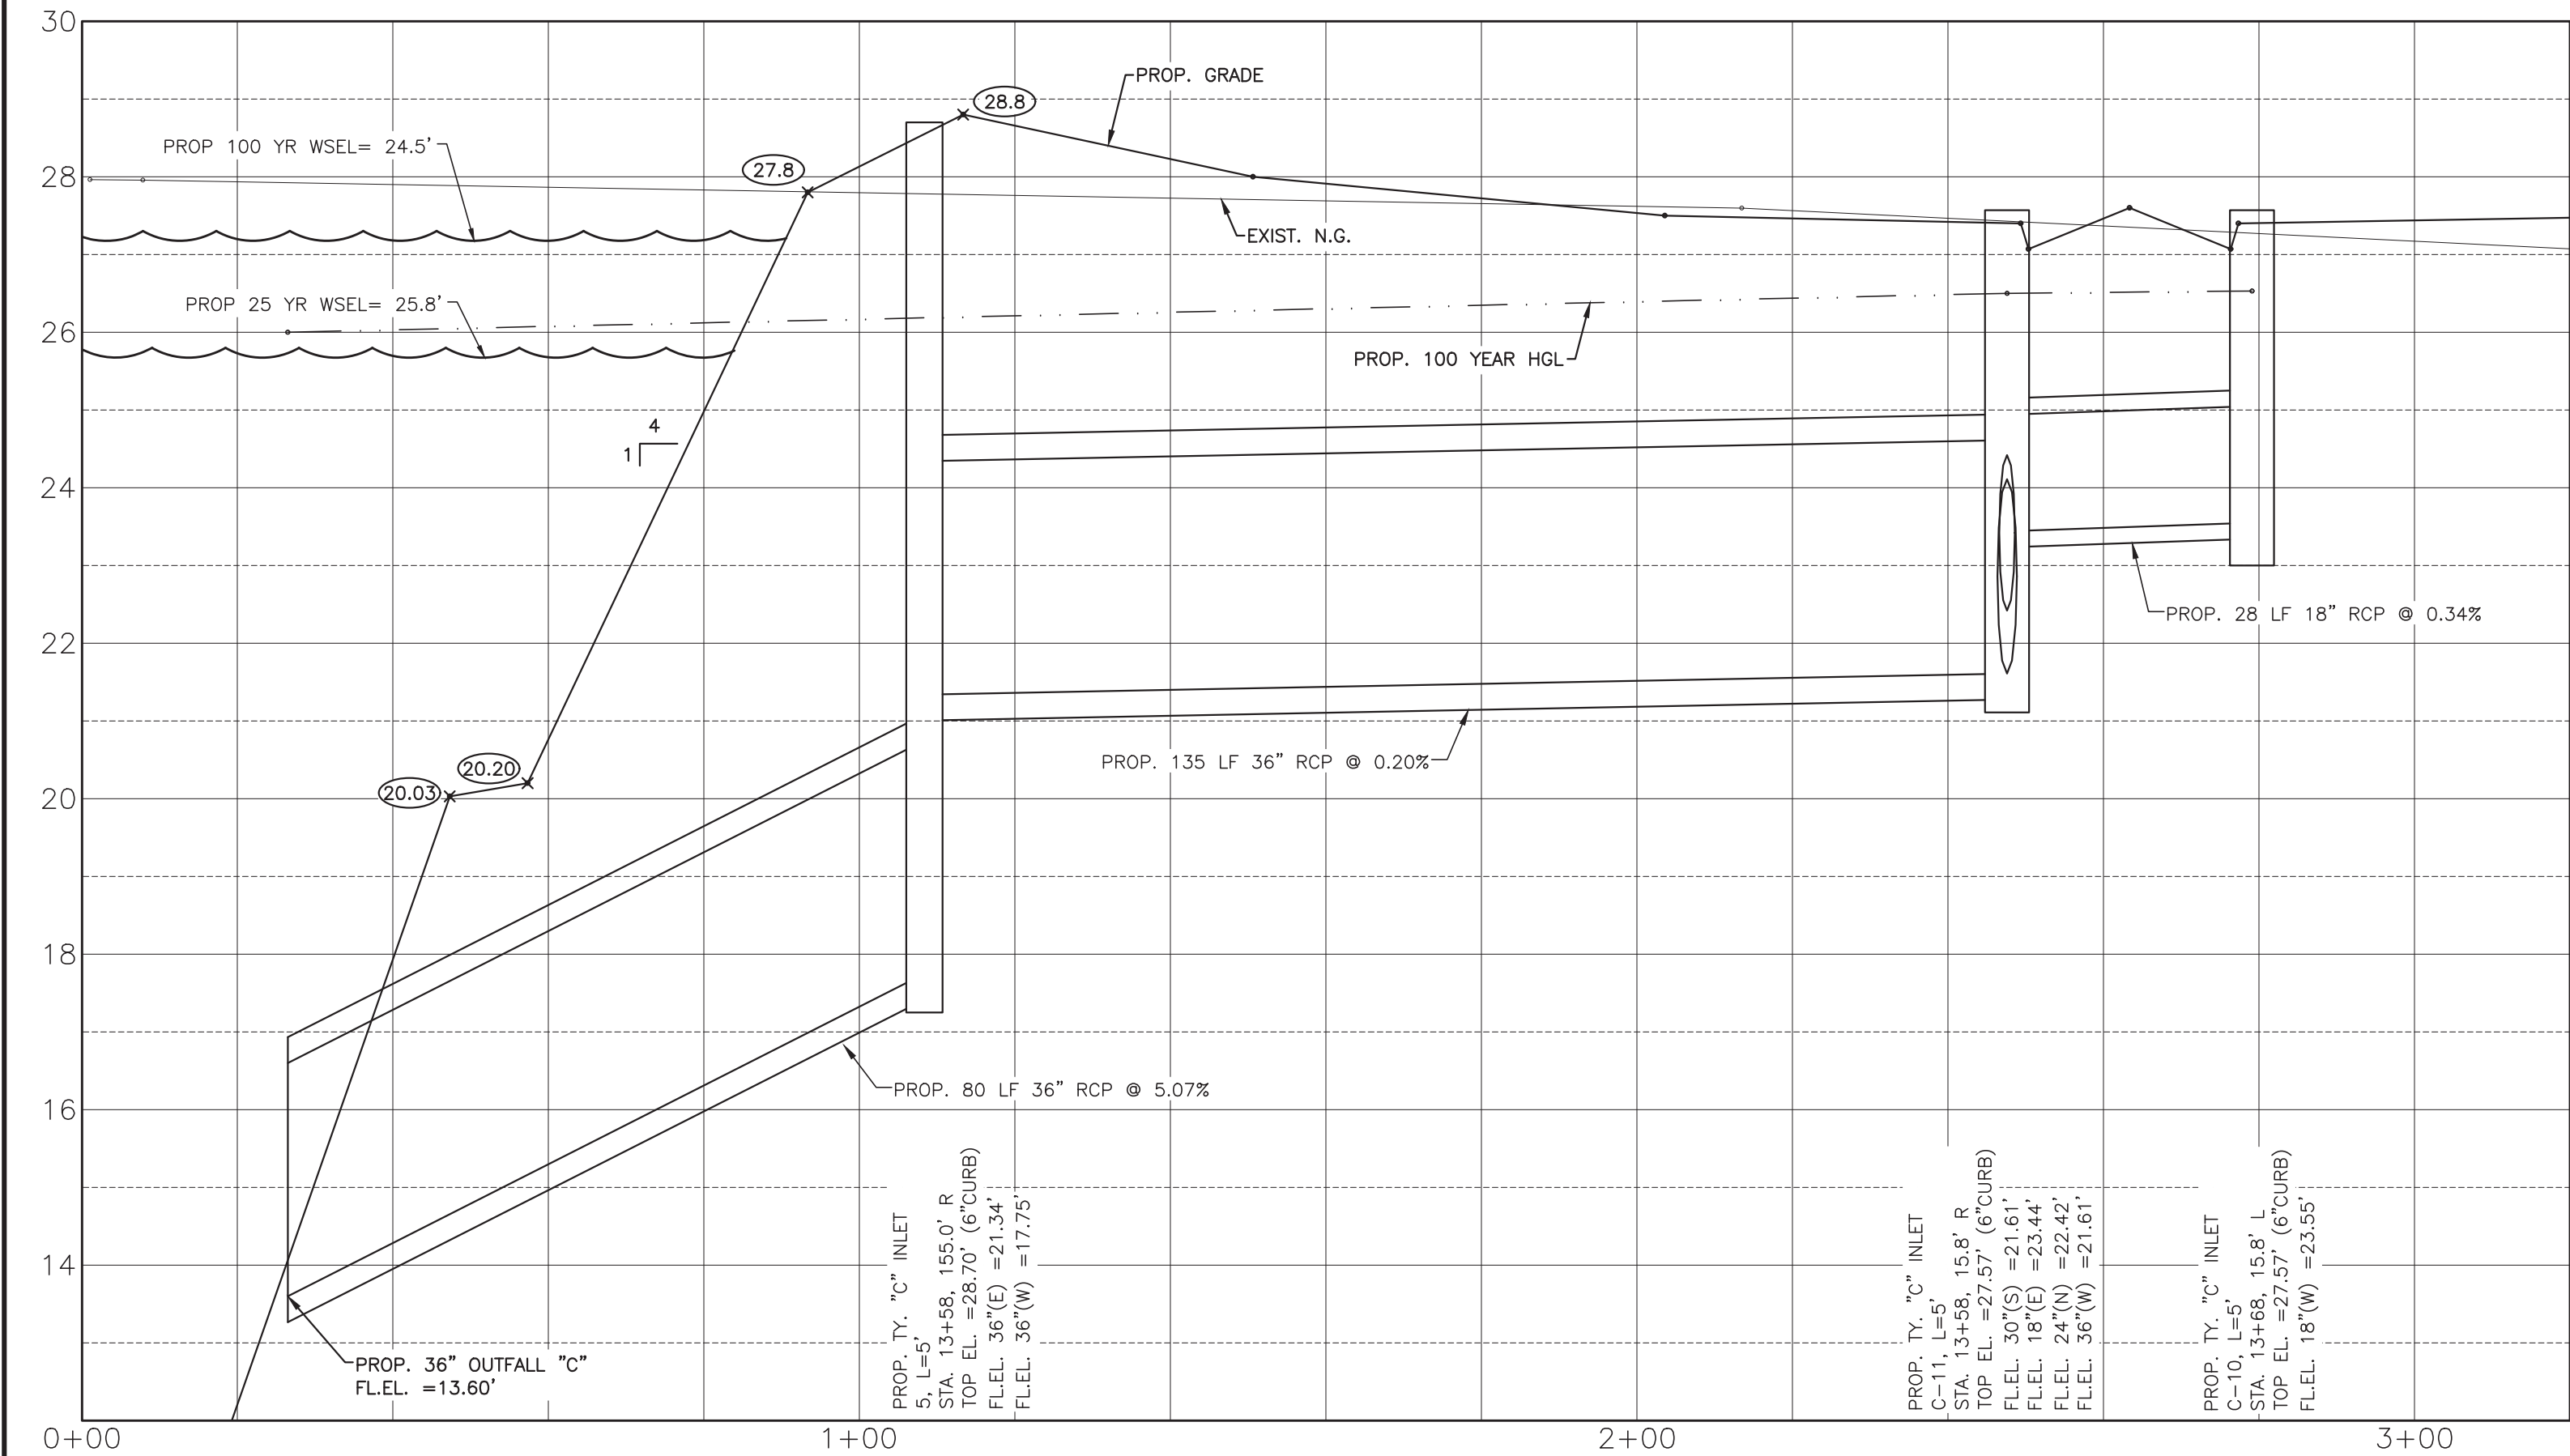 30
28
26
24
22
20
18
16
14
0+00
1+00
2+00
3+00
PROP. GRADE
28.8
27.8
PROP 100 YR WSEL= 24.5'
EXIST. N.G.
PROP 25 YR WSEL= 25.8'
PROP. 100 YEAR HGL
4
1
PROP. 28 LF 18" RCP @ 0.34%
20.20
20.03
PROP. 135 LF 36" RCP @ 0.20%
PROP. 80 LF 36" RCP @ 5.07%
PROP. 36" OUTFALL "C"
FL.EL. =13.60'
PROP. TY. "C" INLET
5, L=5'
STA. 13+58, 155.0' R
TOP EL. =28.70' (6"CURB)
FL.EL. 36"(E) =21.34'
FL.EL. 36"(W) =17.75'
PROP. TY. "C" INLET
C-11, L=5'
STA. 13+58, 15.8' R
TOP EL. =27.57' (6"CURB)
FL.EL. 30"(S) =21.61'
FL.EL. 18"(E) =23.44'
FL.EL. 24"(N) =22.42'
FL.EL. 36"(W) =21.61'
PROP. TY. "C" INLET
C-10, L=5'
STA. 13+68, 15.8' L
TOP EL. =27.57' (6"CURB)
FL.EL. 18"(W) =23.55'